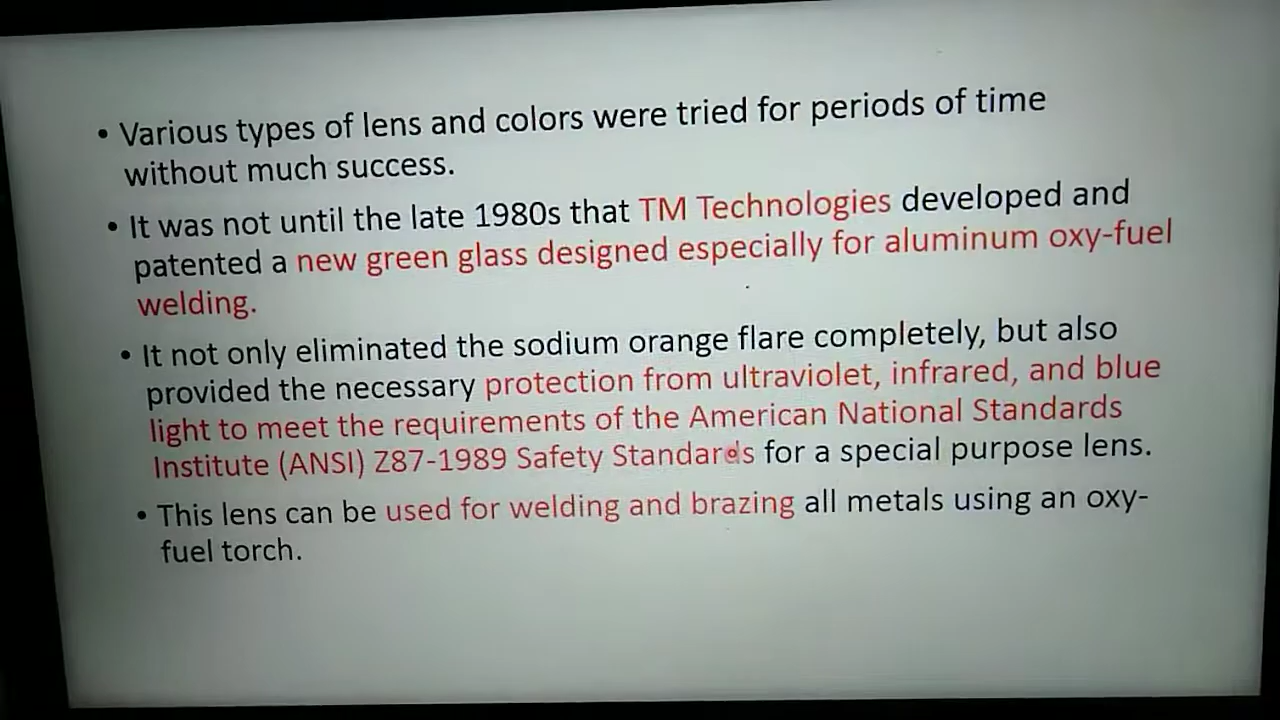 • Various types of lens and colors were tried for periods of time
without much success.
• It was not until the late 1980s that TM Technologies developed and
patented a new green glass designed especially for aluminum oxy-fuel
welding.
• It not only eliminated the sodium orange flare completely, but also
provided the necessary protection from ultraviolet, infrared, and blue
light to meet the requirements of the American National Standards
Institute (ANSI) Z87-1989 Safety Standards for a special purpose lens.
• This lens can be used for welding and brazing all metals using an oxy-
fuel torch.